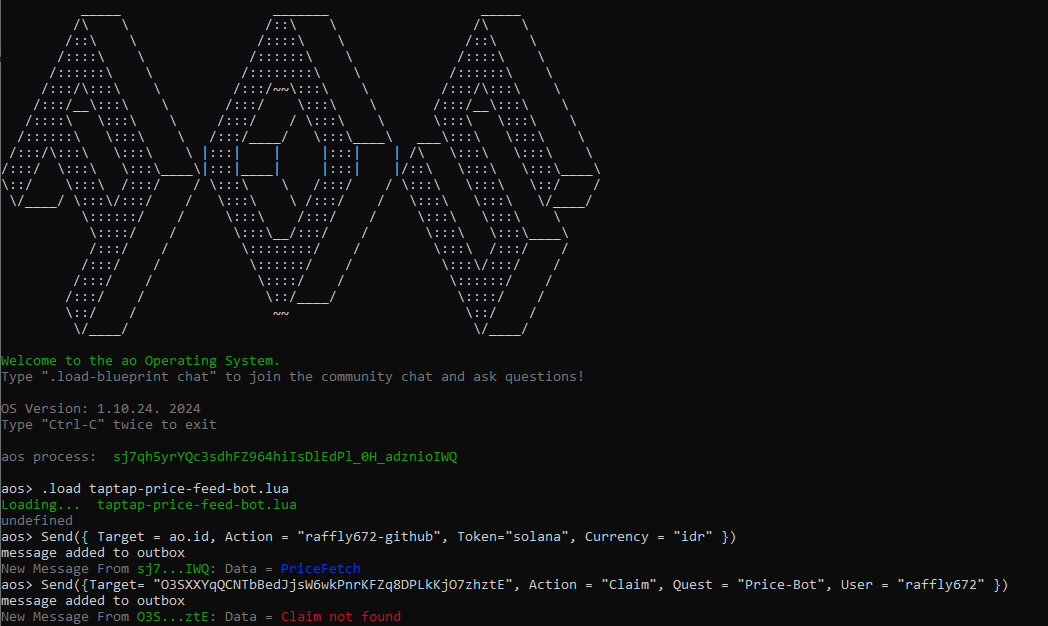 Welcome to the ao Operating System.
Type ".load-blueprint chat" to join the community chat and ask questions!
OS Version: 1.10.24. 2024
Type "Ctrl-C" twice to exit
aos process:  sj7qh5yrYQc3sdhFZ964hiIsDlEdPl_0H_adznioIWQ
aos> .load taptap-price-feed-bot.lua
Loading...  taptap-price-feed-bot.lua
undefined
aos> Send({ Target = ao.id, Action = "raffly672-github", Token="solana", Currency = "idr" })
message added to outbox
New Message From sj7...IWQ: Data = PriceFetch
aos> Send({Target= "O3SXXYqQCNTbBedJjsW6wkPnrKFZq8DPLkKjO7zhztE", Action = "Claim", Quest = "Price-Bot", User = "raffly672" })
message added to outbox
New Message From O3S...ztE: Data = Claim not found